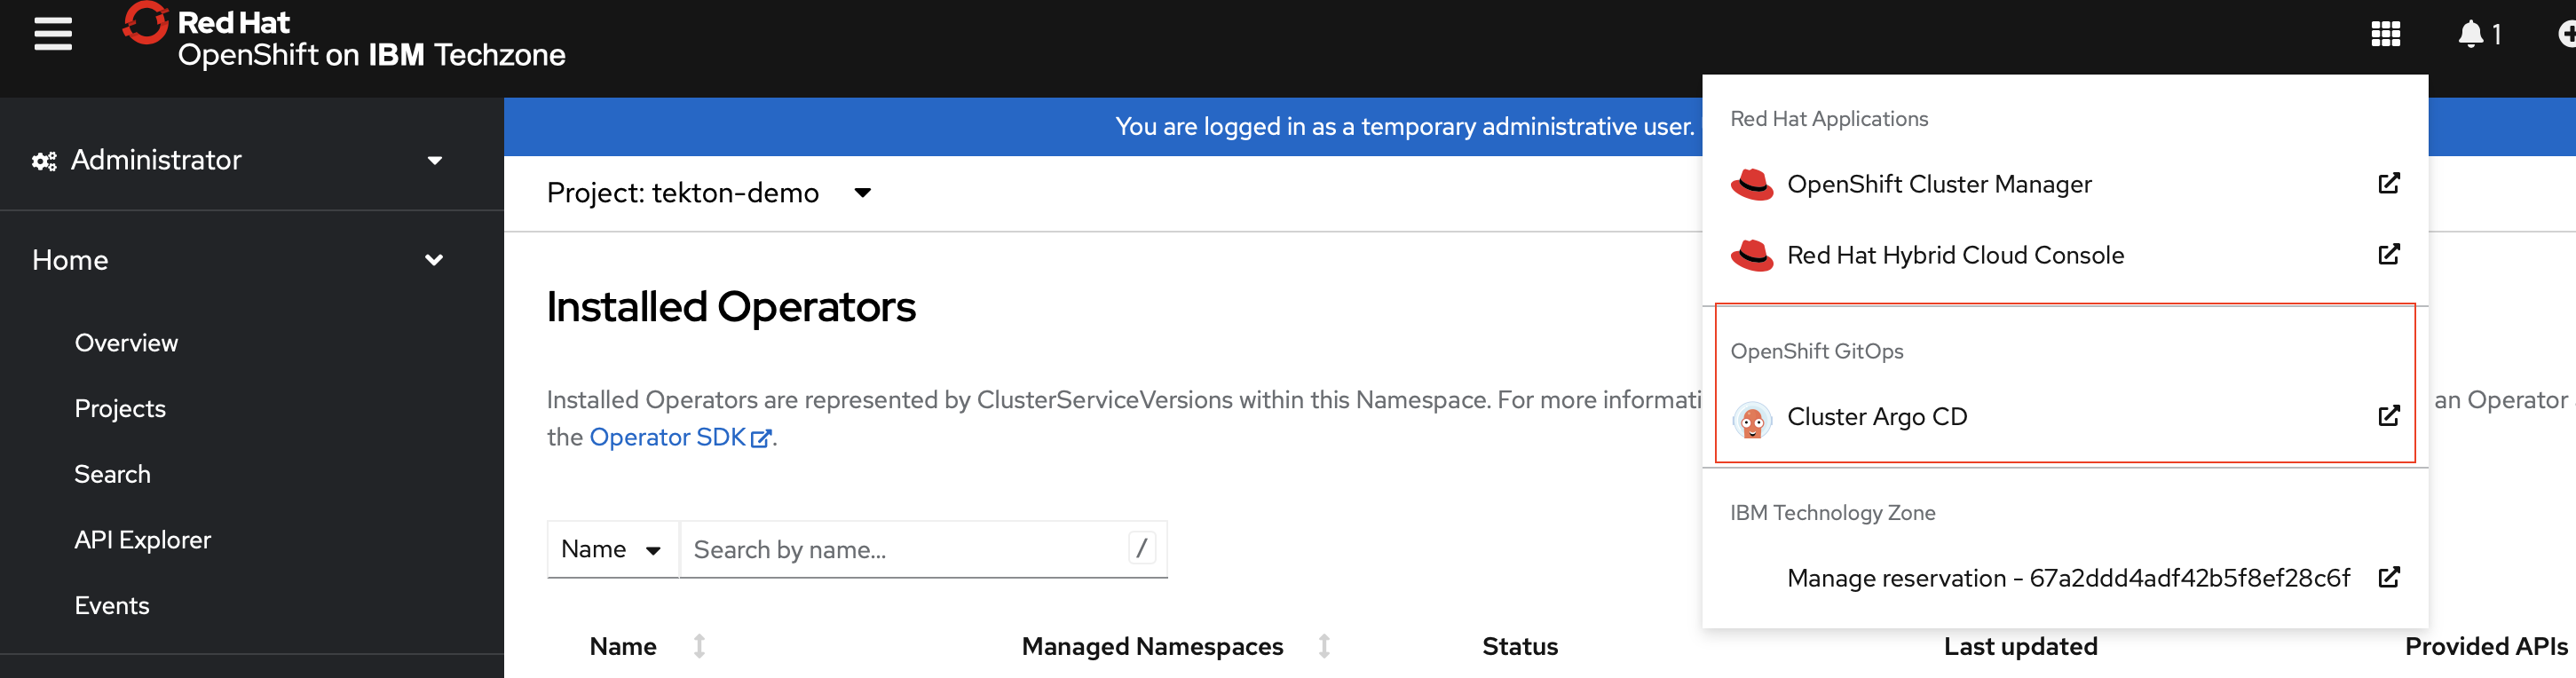 Red Hat
OpenShift on IBM Techzone
1
Administrator
Home
Overview
Projects
Search
API Explorer
Events
You are logged in as a temporary administrative user.
Project: tekton-demo
Installed Operators
Installed Operators are represented by ClusterServiceVersions within this Namespace. For more informati
an Operator
the Operator SDK.
Name
Search by name...
/
Name
Managed Namespaces
Status
Last updated
Provided APIs
Red Hat Applications
OpenShift Cluster Manager
Red Hat Hybrid Cloud Console
OpenShift GitOps
Cluster Argo CD
IBM Technology Zone
Manage reservation - 67a2ddd4adf42b5f8ef28c6f